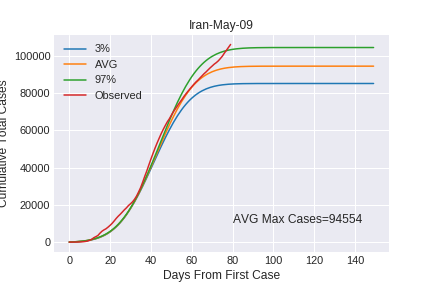 Iran-May-09
3%
AVG
97%
Observed
Cumulative Total Cases
100000
80000
60000
40000
20000
0
AVG Max Cases=94554
0 20 40 60 80 100 120 140
Days From First Case